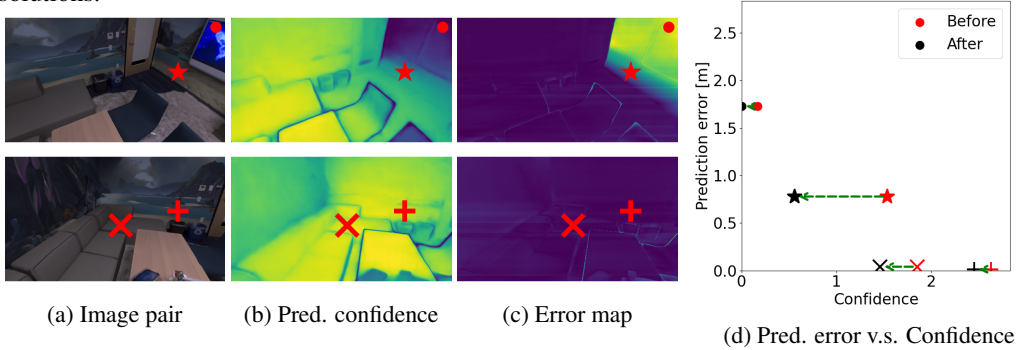 solutions.
Before
After
2.5
2.0
1.5
1.0
0.5
0.0
0
1
2
Prediction error [m]
Confidence
(a) Image pair
(b) Pred. confidence
(c) Error map
(d) Pred. error v.s. Confidence